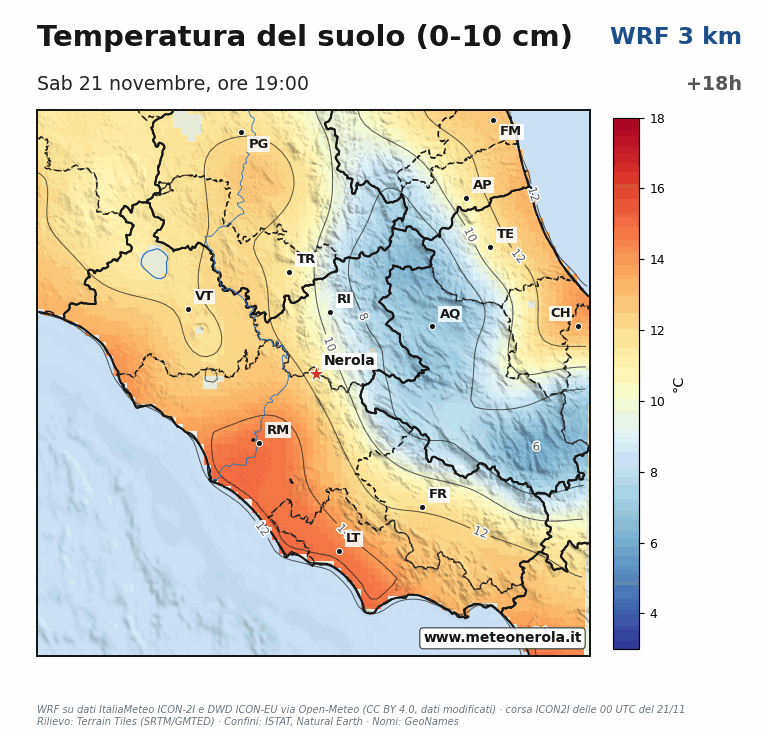 Temperatura del suolo (0-10 cm)
WRF 3 km
Sab 21 novembre, ore 19:00
+18h
FM
PG
12
AP
10
TE
12
TR
VT
RI
8
AQ
CH
10
Nerola
RM
6
FR
12
12
LT
www.meteonerola.it
18
16
14
12
10
8
6
4
°C
WRF su dati ItaliaMeteo ICON-2I e DWD ICON-EU via Open-Meteo (CC BY 4.0, dati modificati) · corsa ICON2I delle 00 UTC del 21/11
Rilievo: Terrain Tiles (SRTM/GMTED) · Confini: ISTAT, Natural Earth · Nomi: GeoNames